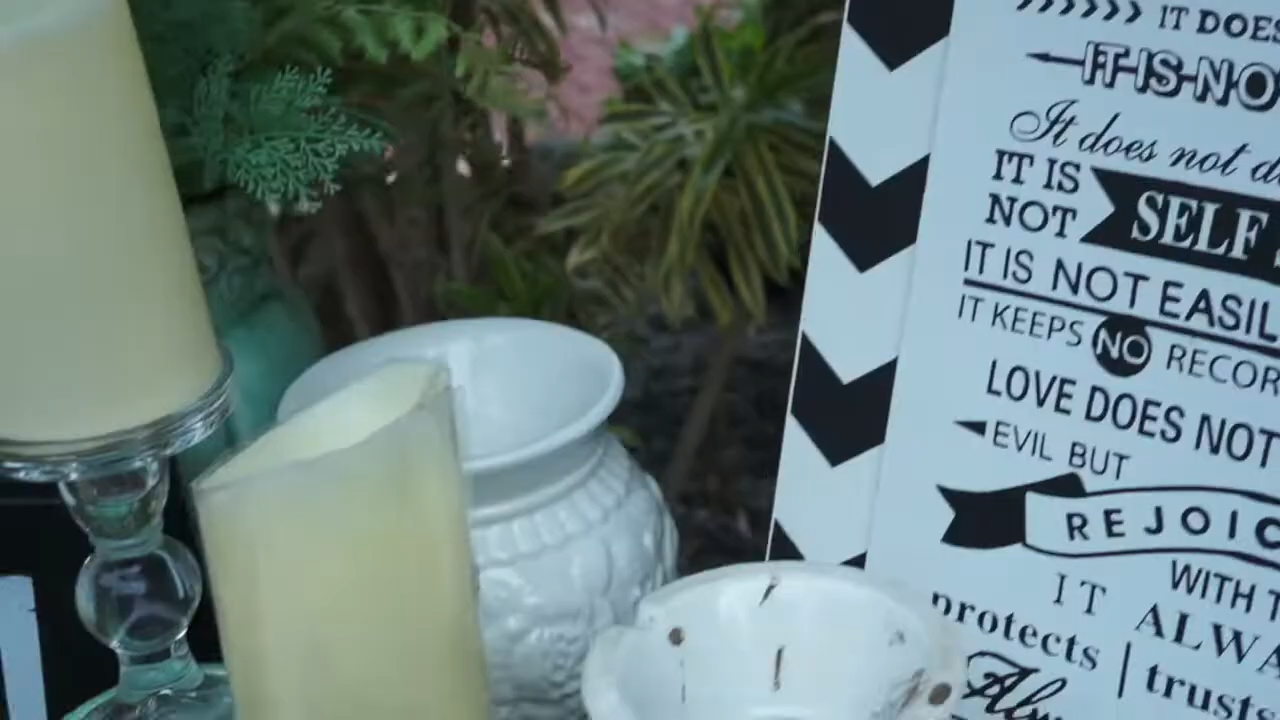 IT DOES
IT IS NO
It does not d
IT IS NOT SELF
IT IS NOT EASIL
IT KEEPS NO RECOR
LOVE DOES NOT
EVIL BUT
REJOIC
WITH T
IT ALWA
protects | trusts
Alw